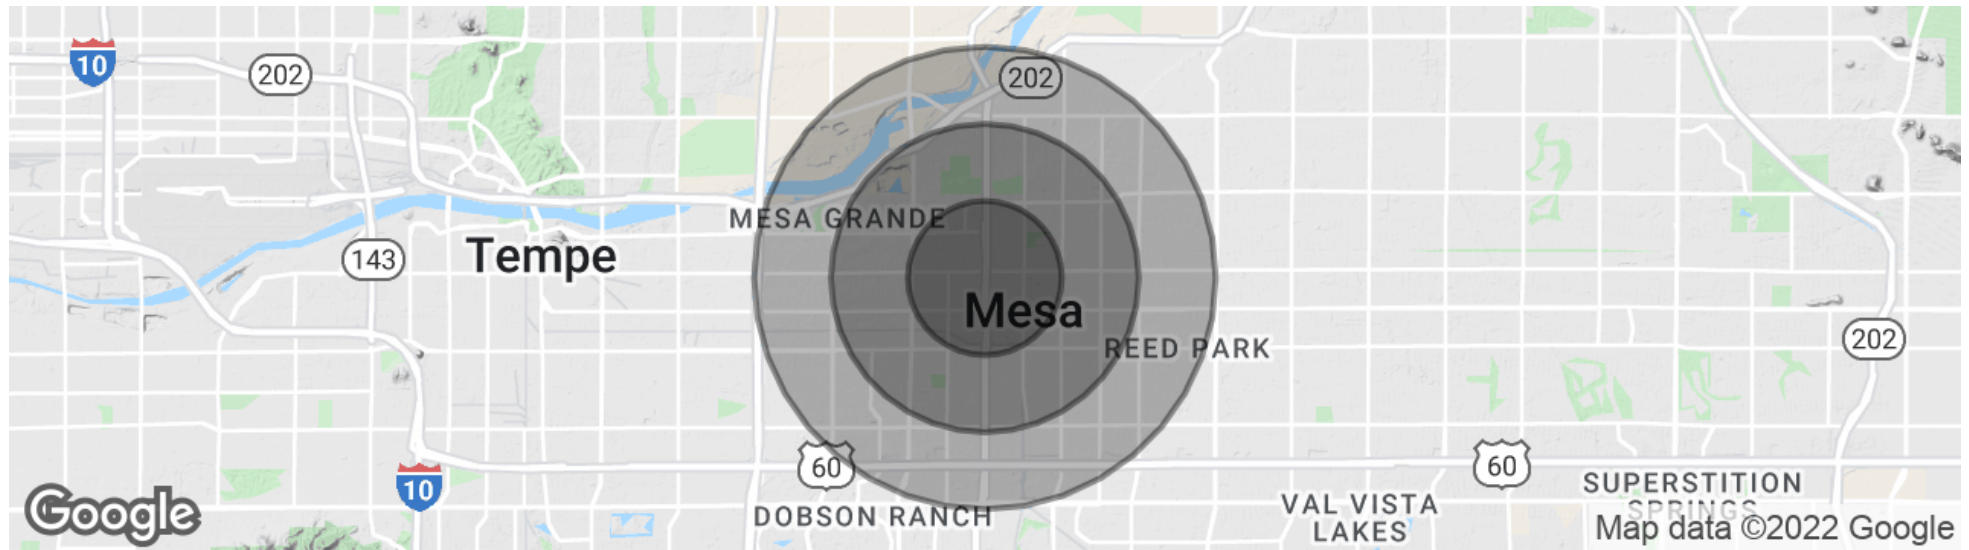 10
202
202
MESA GRANDE
Tempe
143
Mesa
REED PARK
202
60
60
10
SUPERSTITION
SPRINGS
VAL VISTA
LAKES
DOBSON RANCH
Google
Map data ©2022 Google